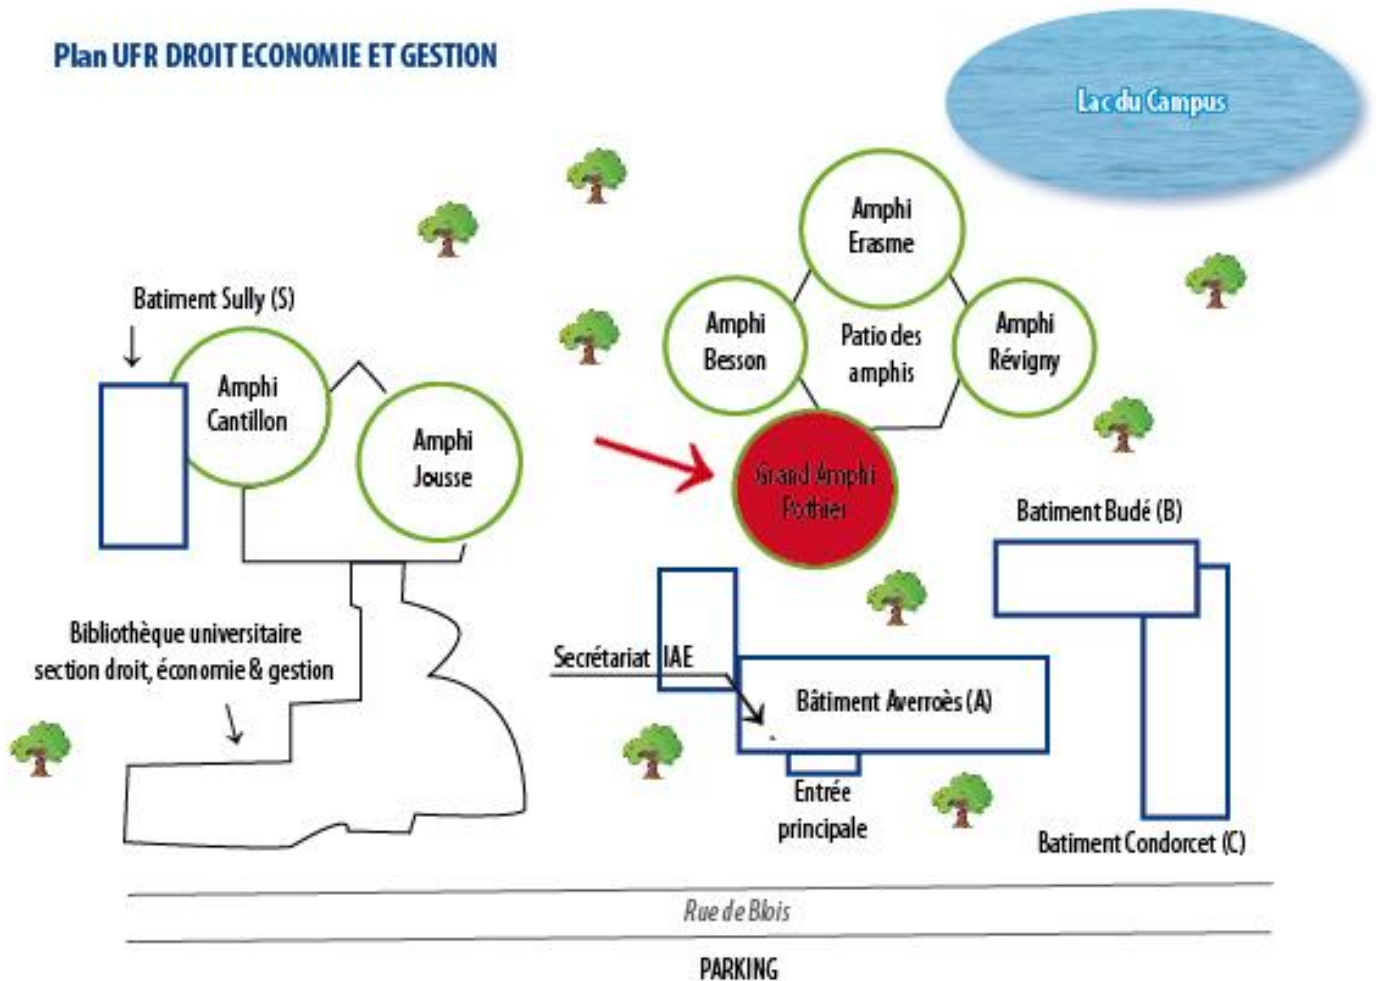 Plan UFR DROIT ECONOMIE ET GESTION
Lac du Campus
Amphi
Erasme
Batiment Sully (S)
Amphi
Besson
Patio des
amphis
Amphi
Révigny
Amphi
Cantillon
Amphi
Jousse
Grand Amphi
Pothier
Batiment Budé (B)
Bibliothèque universitaire
section droit, économie & gestion
Secrétariat IAE
Bâtiment Averroès (A)
Entrée
principale
Batiment Condorcet (C)
Rue de Blois
PARKING